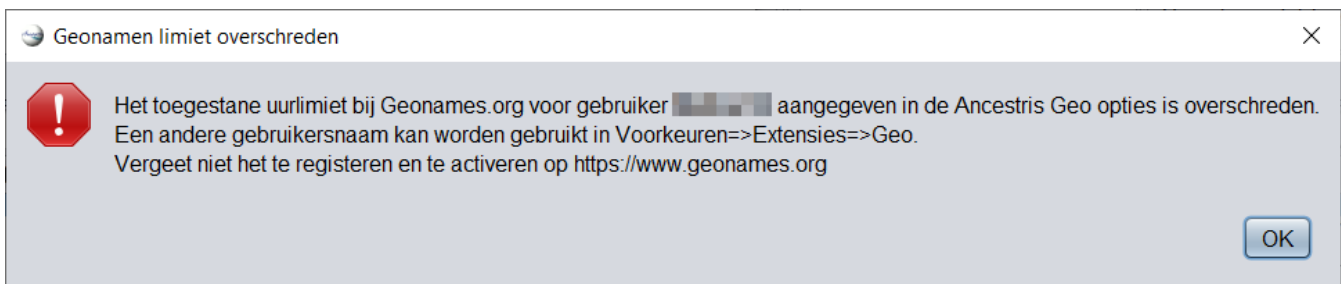 Geonamen limiet overschreden
Het toegestane uurlimiet bij Geonames.org voor gebruiker aangegeven in de Ancestris Geo opties is overschreden.
Een andere gebruikersnaam kan worden gebruikt in Voorkeuren=>Extensies=>Geo.
Vergeet niet het te registeren en te activeren op https://www.geonames.org
OK